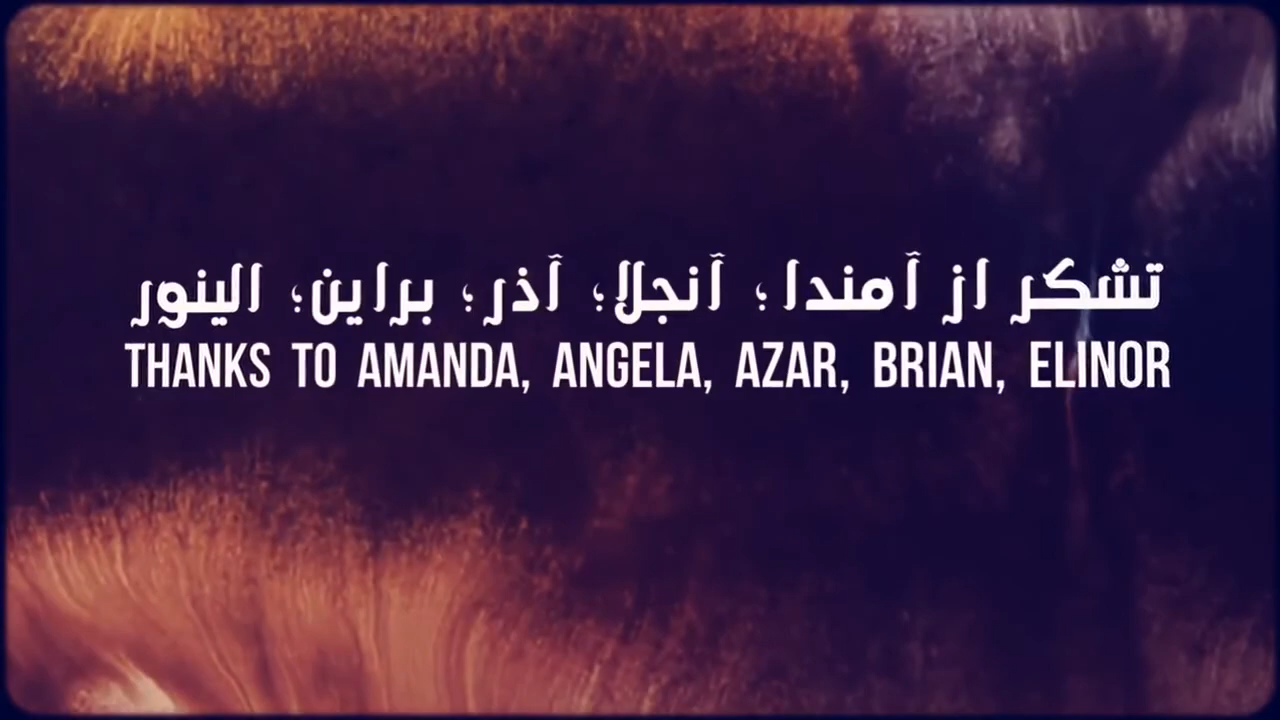 تشکر از آمندا؛ آنجلا؛ آذر؛ براین؛ الینور
THANKS TO AMANDA, ANGELA, AZAR, BRIAN, ELINOR